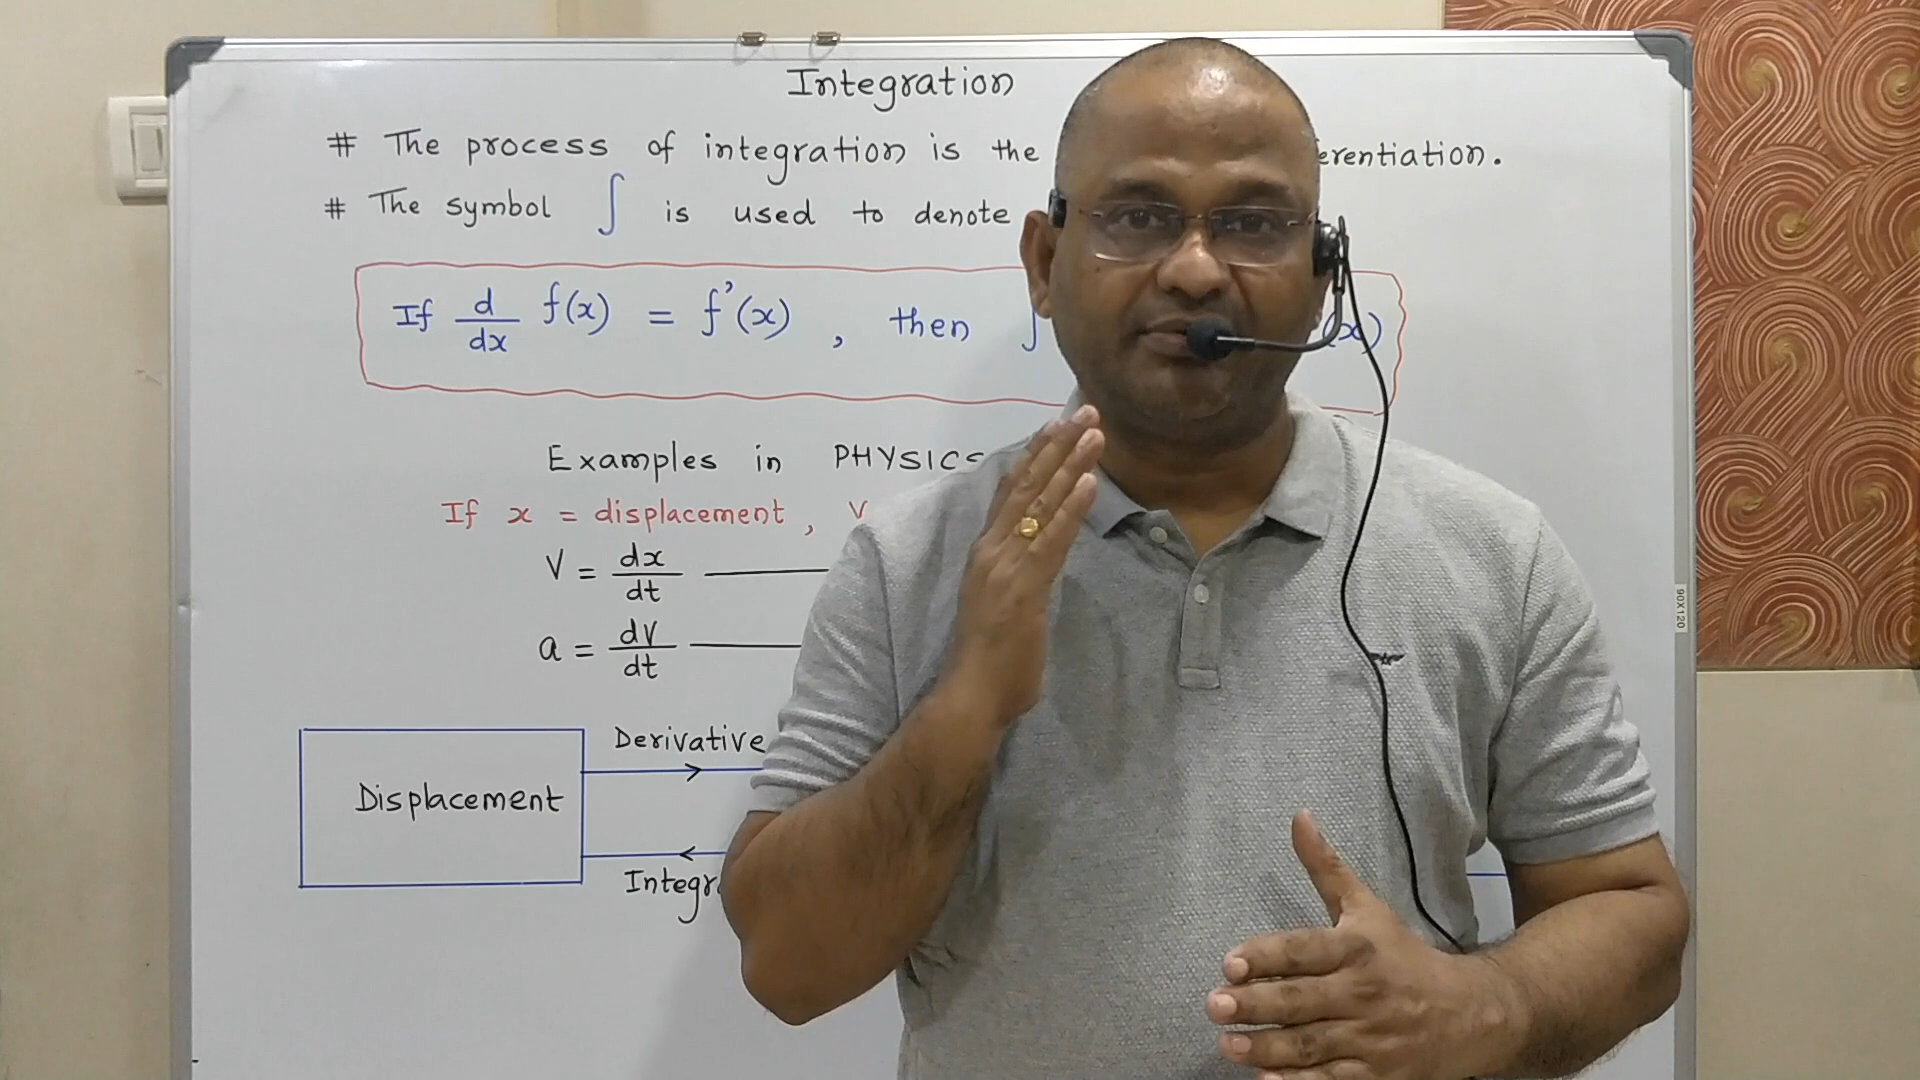 Integration
# The process of integration is the erentiation.
# The symbol ∫ is used to denote
If d/dx f(x) = f'(x) , then ∫ (x)
Examples in PHYSICS
If x = displacement , V
V = dx/dt
a = dV/dt
Derivative
Displacement
Integr
90X120